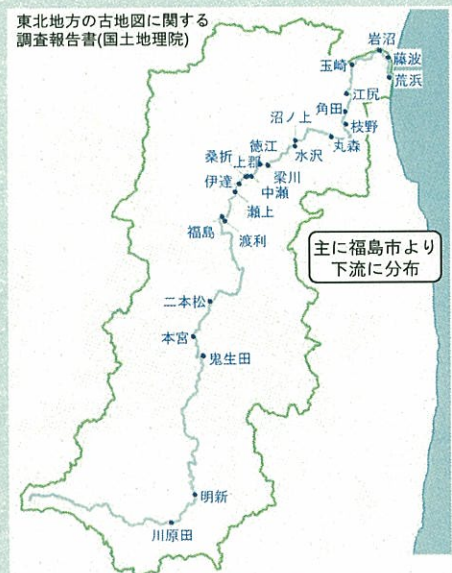 東北地方の古地図に関する
調査報告書(国土地理院)
岩沼
玉崎
藤波
荒浜
江尻
沼ノ上
角田
徳江
枝野
桑折
上郡
水沢
丸森
伊達
梁川
中瀬
瀬上
福島
渡利
主に福島市より
下流に分布
二本松
本宮
鬼生田
明新
川原田